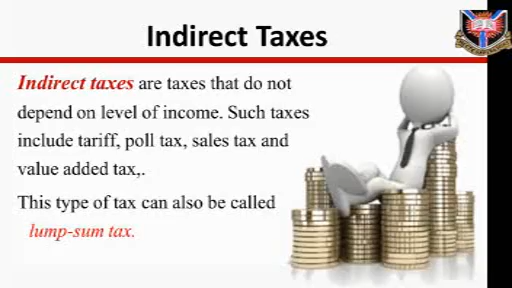 Indirect Taxes
Indirect taxes are taxes that do not
depend on level of income. Such taxes
include tariff, poll tax, sales tax and
value added tax,.
This type of tax can also be called
lump-sum tax.